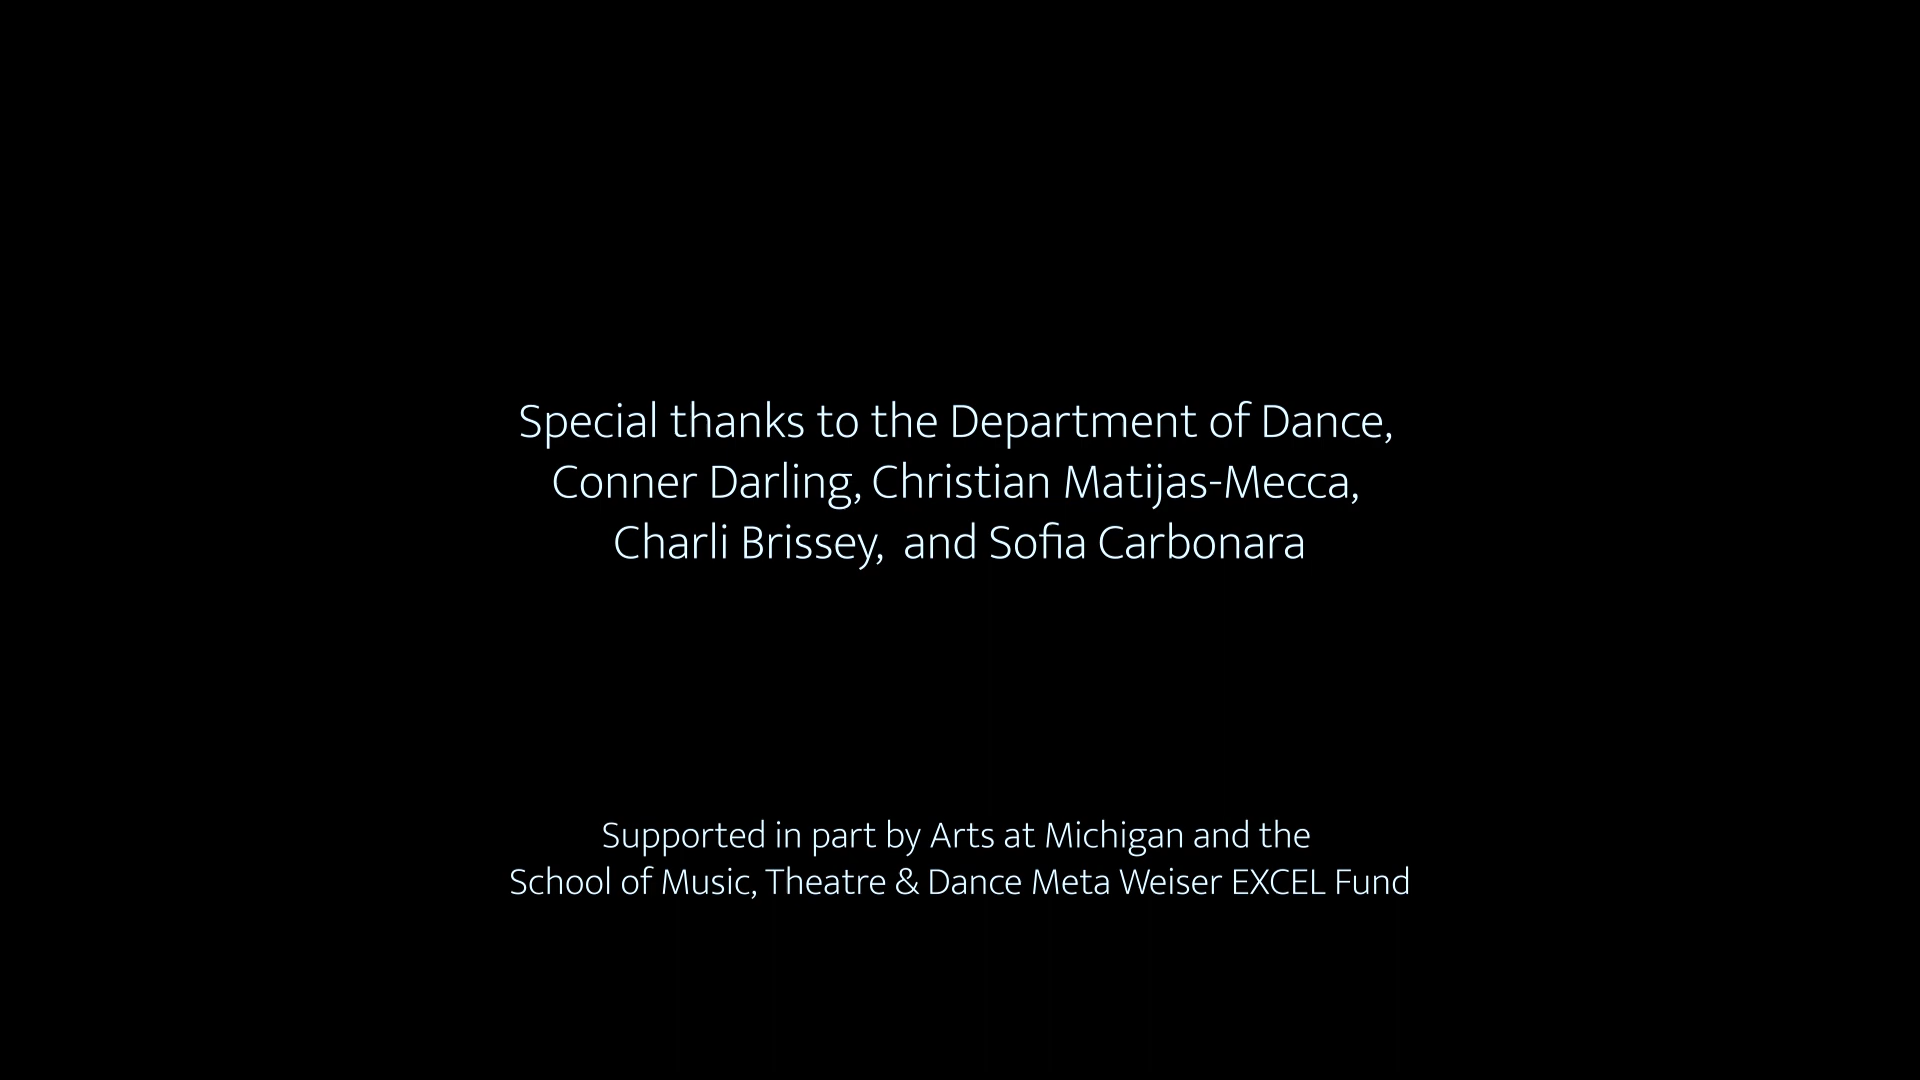 Special thanks to the Department of Dance,
Conner Darling, Christian Matijas-Mecca,
Charli Brissey,  and Sofia Carbonara
Supported in part by Arts at Michigan and the
School of Music, Theatre & Dance Meta Weiser EXCEL Fund